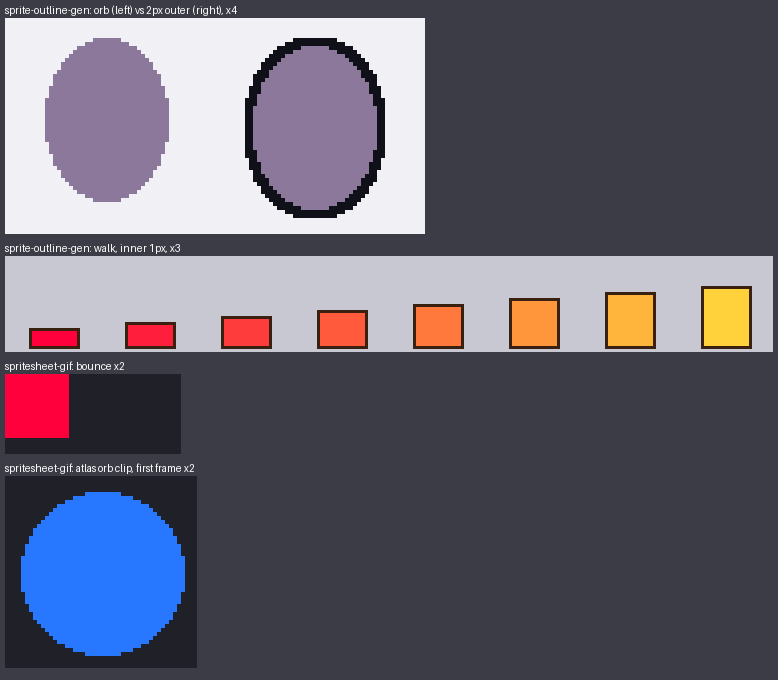 sprite-outline-gen: orb (left) vs 2px outer (right), x4
sprite-outline-gen: walk, inner 1px, x3
spritesheet-gif: bounce x2
spritesheet-gif: atlas orb clip, first frame x2